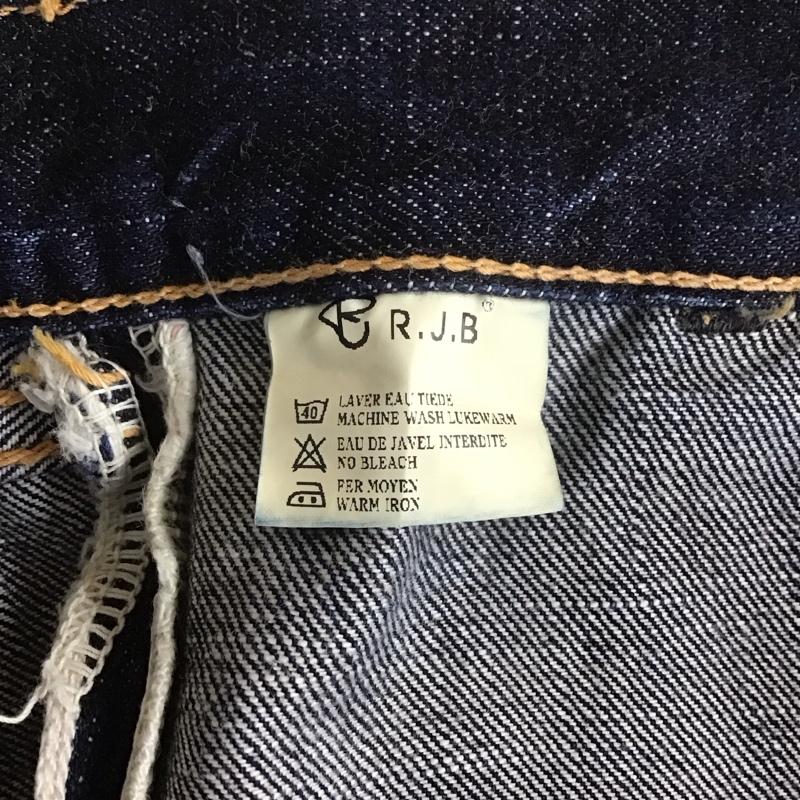 R.J.B®
40
LAVER EAU TIEDE
MACHINE WASH LUKEWARM
EAU DE JAVEL INTERDITE
NO BLEACH
FER MOYEN
WARM IRON